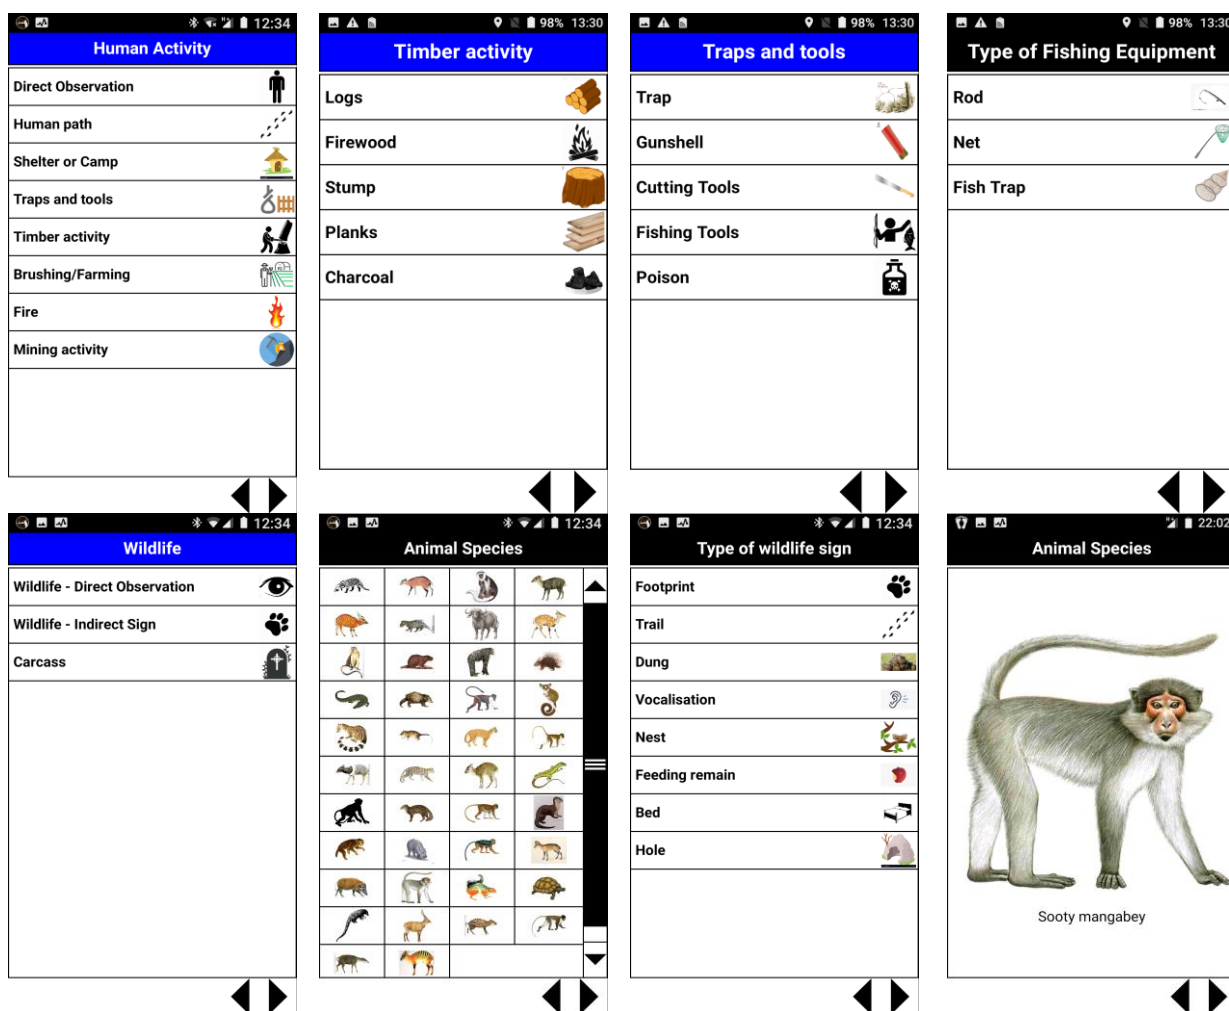 12:34
Human Activity
Direct Observation
Human path
Shelter or Camp
Traps and tools
Timber activity
Brushing/Farming
Fire
Mining activity
98% 13:30
Timber activity
Logs
Firewood
Stump
Planks
Charcoal
98% 13:30
Traps and tools
Trap
Gunshell
Cutting Tools
Fishing Tools
Poison
98% 13:30
Type of Fishing Equipment
Rod
Net
Fish Trap
12:34
Wildlife
Wildlife - Direct Observation
Wildlife - Indirect Sign
Carcass
12:34
Animal Species
12:34
Type of wildlife sign
Footprint
Trail
Dung
Vocalisation
Nest
Feeding remain
Bed
Hole
22:02
Animal Species
Sooty mangabey